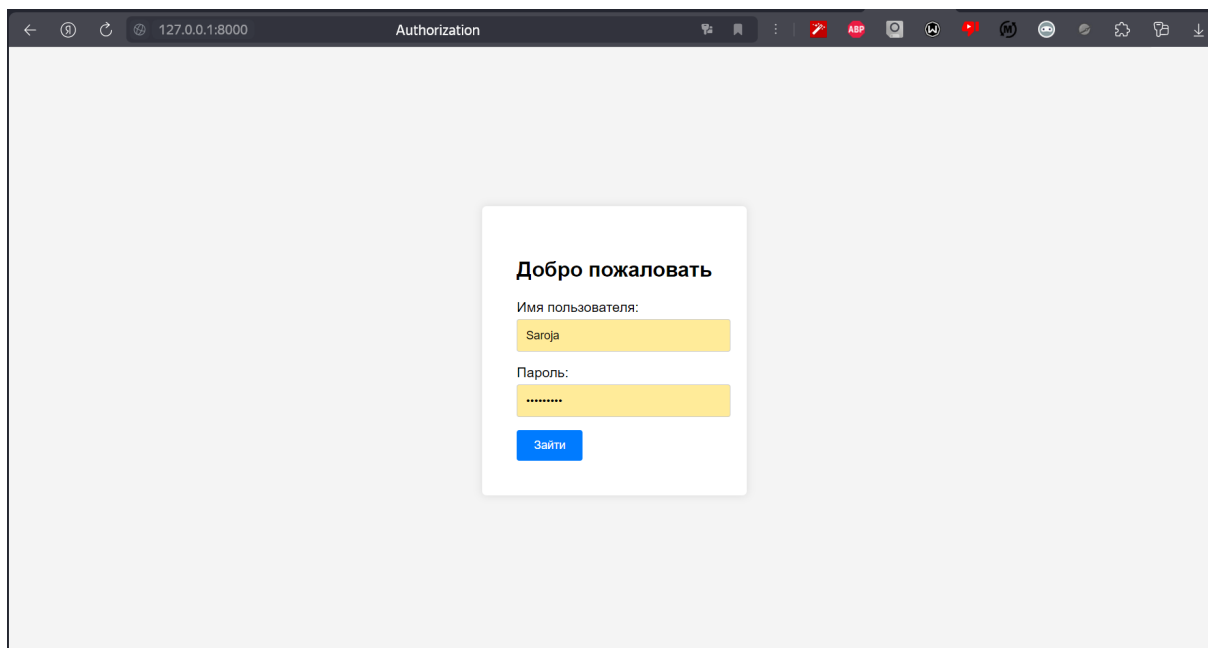 127.0.0.1:8000 Authorization ABP
Добро пожаловать
Имя пользователя:
Saroja
Пароль:
•••••••••
Зайти